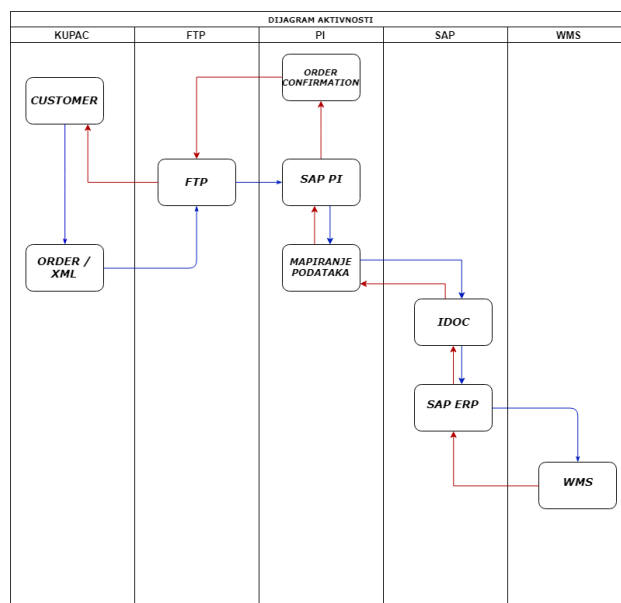 DIJAGRAM AKTIVNOSTI
KUPAC FTP PI SAP WMS
ORDER
CONFIRMATION
CUSTOMER
FTP
SAP PI
ORDER /
XML
MAPIRANJE
PODATAKA
IDOC
SAP ERP
WMS